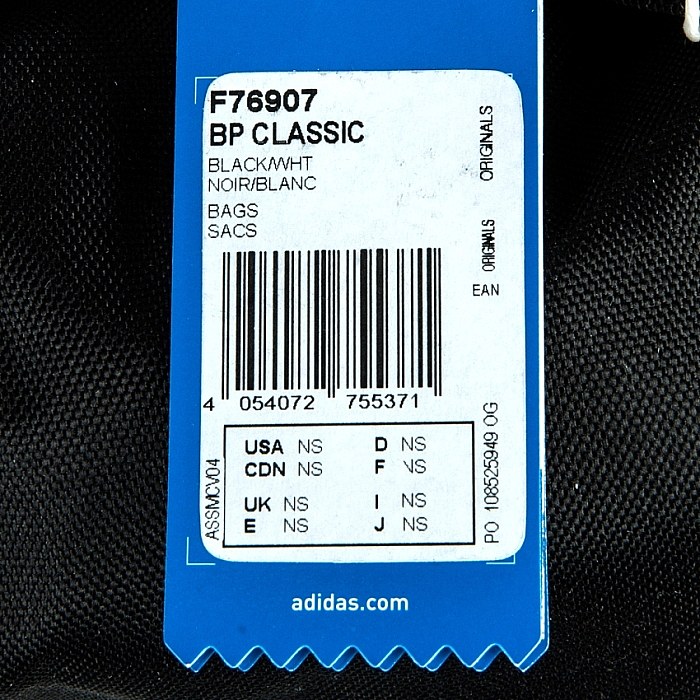 F76907
BP CLASSIC
BLACK/WHT
NOIR/BLANC
BAGS
SACS
ORIGINALS
ORIGINALS
EAN
4 054072 755371
USA NS D NS
CDN NS F NS
UK NS I NS
E NS J NS
ASSMCV04
PO 108525949 OG
adidas.com